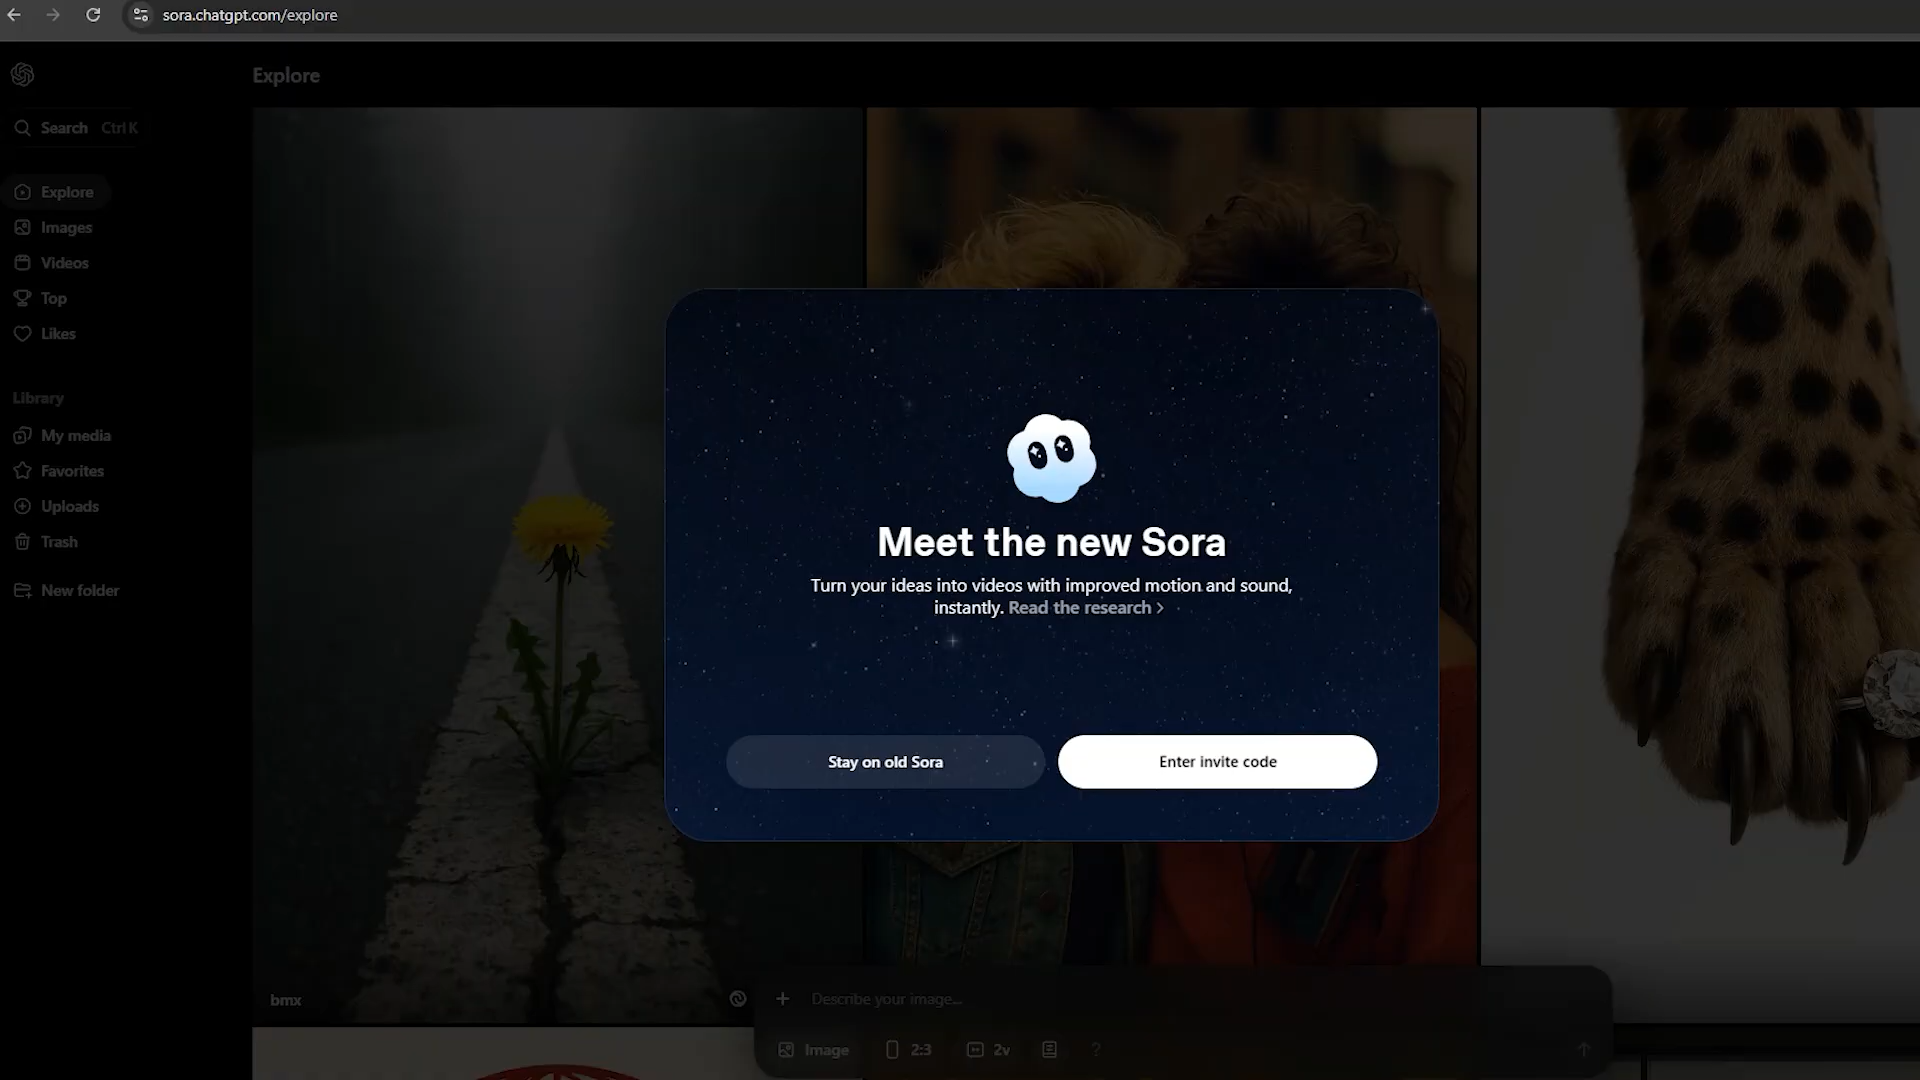 sora.chatgpt.com/explore
Explore
Search Ctrl K
Explore
Images
Videos
Top
Likes
Library
My media
Favorites
Uploads
Trash
New folder
Meet the new Sora
Turn your ideas into videos with improved motion and sound,
instantly. Read the research >
Stay on old Sora
Enter invite code
bmx
Describe your image...
Image 2:3 2v ?